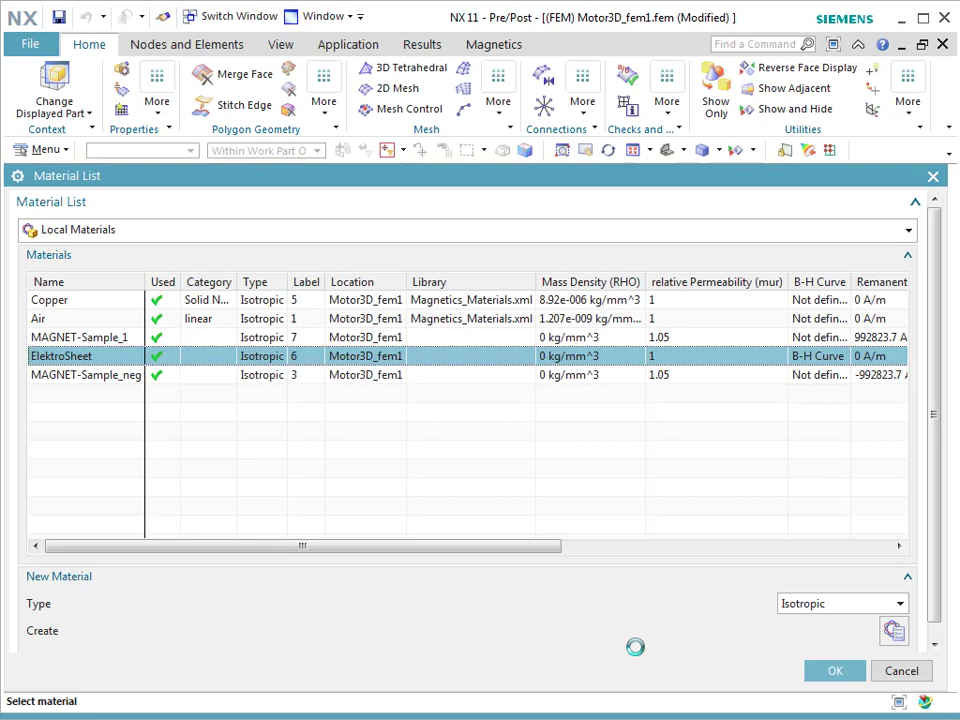 NX Switch Window Window NX 11 - Pre/Post - [(FEM) Motor3D_fem1.fem (Modified) ] SIEMENS
File Home Nodes and Elements View Application Results Magnetics Find a Command
Change Displayed Part More Merge Face Stitch Edge More 3D Tetrahedral 2D Mesh Mesh Control More More More Show Only Reverse Face Display Show Adjacent Show and Hide More
Context Properties Polygon Geometry Mesh Connections Checks and ... Utilities
Menu Within Work Part O
Material List
Material List
Local Materials
Materials
Name Used Category Type Label Location Library Mass Density (RHO) relative Permeability (mur) B-H Curve Remanent
Copper Solid N... Isotropic 5 Motor3D_fem1 Magnetics_Materials.xml 8.92e-006 kg/mm^3 1 Not defin... 0 A/m
Air linear Isotropic 1 Motor3D_fem1 Magnetics_Materials.xml 1.207e-009 kg/mm... 1 Not defin... 0 A/m
MAGNET-Sample_1 Isotropic 7 Motor3D_fem1 0 kg/mm^3 1.05 Not defin... 992823.7 A
ElektroSheet Isotropic 6 Motor3D_fem1 0 kg/mm^3 1 B-H Curve 0 A/m
MAGNET-Sample_neg Isotropic 3 Motor3D_fem1 0 kg/mm^3 1.05 Not defin... -992823.7 A
New Material
Type Isotropic
Create
OK Cancel
Select material